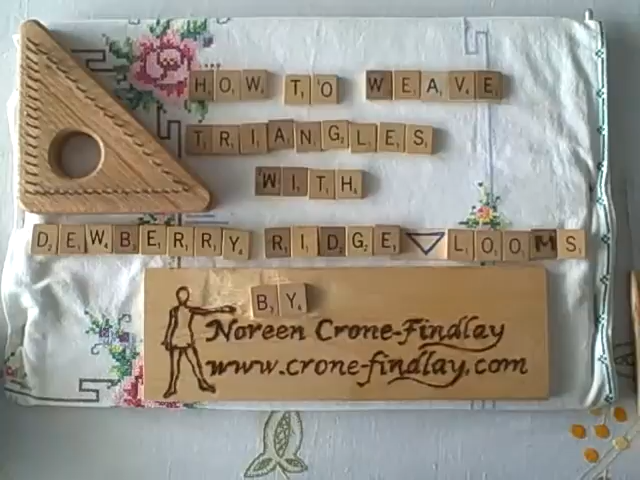 HOW TO WEAVE
TRIANGLES
WITH
DEWBERRY RIDGE LOOMS
BY
Noreen Crone-Findlay
www.crone-findlay.com